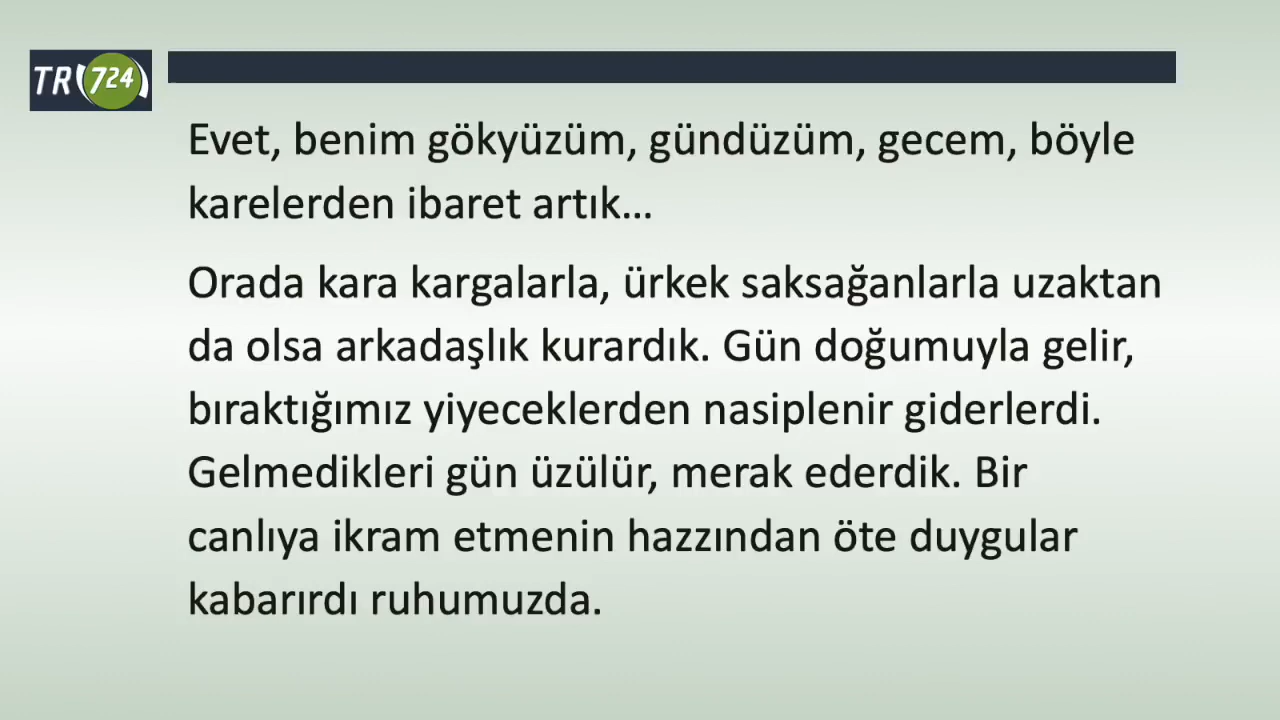 TR724
Evet, benim gökyüzüm, gündüzüm, gecem, böyle
karelerden ibaret artık…
Orada kara kargalarla, ürkek saksağanlarla uzaktan
da olsa arkadaşlık kurardık. Gün doğumuyla gelir,
bıraktığımız yiyeceklerden nasiplenir giderlerdi.
Gelmedikleri gün üzülür, merak ederdik. Bir
canlıya ikram etmenin hazzından öte duygular
kabarırdı ruhumuzda.